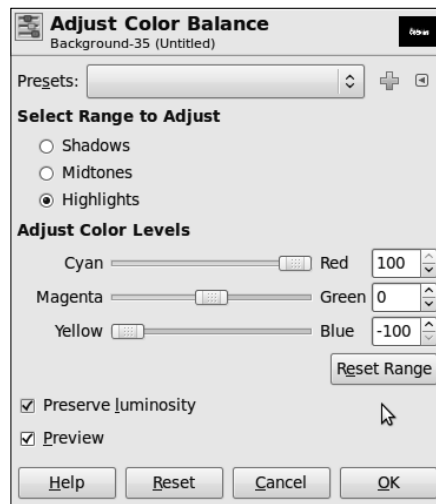 Adjust Color Balance
Background-35 (Untitled)
Presets:
Select Range to Adjust
Shadows
Midtones
Highlights
Adjust Color Levels
Cyan Red 100
Magenta Green 0
Yellow Blue -100
Reset Range
Preserve luminosity
Preview
Help Reset Cancel OK